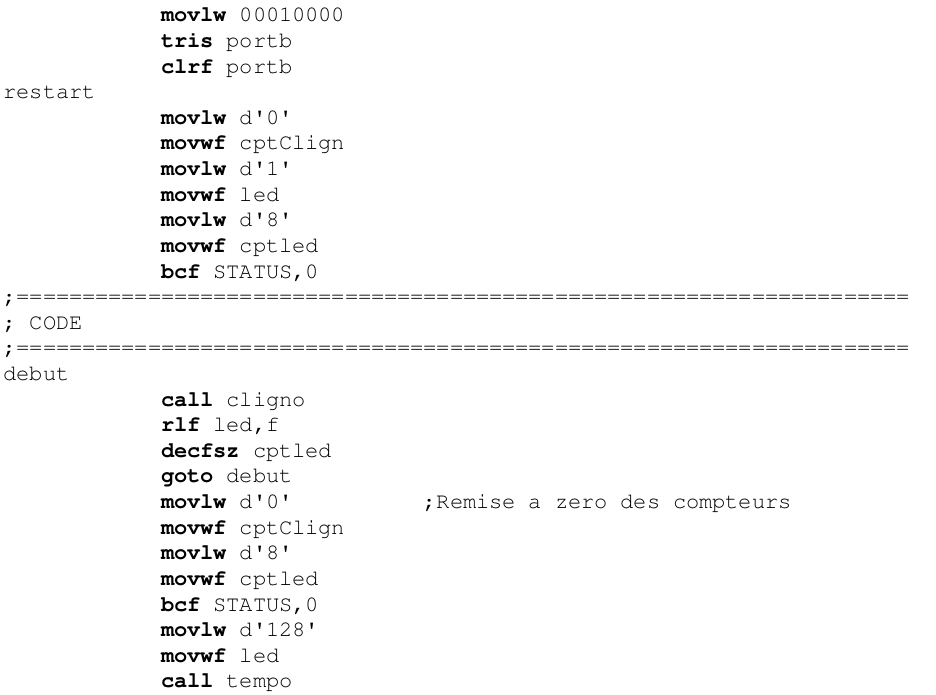 movlw 00010000
tris portb
clrf portb
restart
movlw d'0'
movwf cptClign
movlw d'1'
movwf led
movlw d'8'
movwf cptled
bcf STATUS,0
;====================================================================
; CODE
;====================================================================
debut
call cligno
rlf led,f
decfsz cptled
goto debut
movlw d'0' ;Remise a zero des compteurs
movwf cptClign
movlw d'8'
movwf cptled
bcf STATUS,0
movlw d'128'
movwf led
call tempo